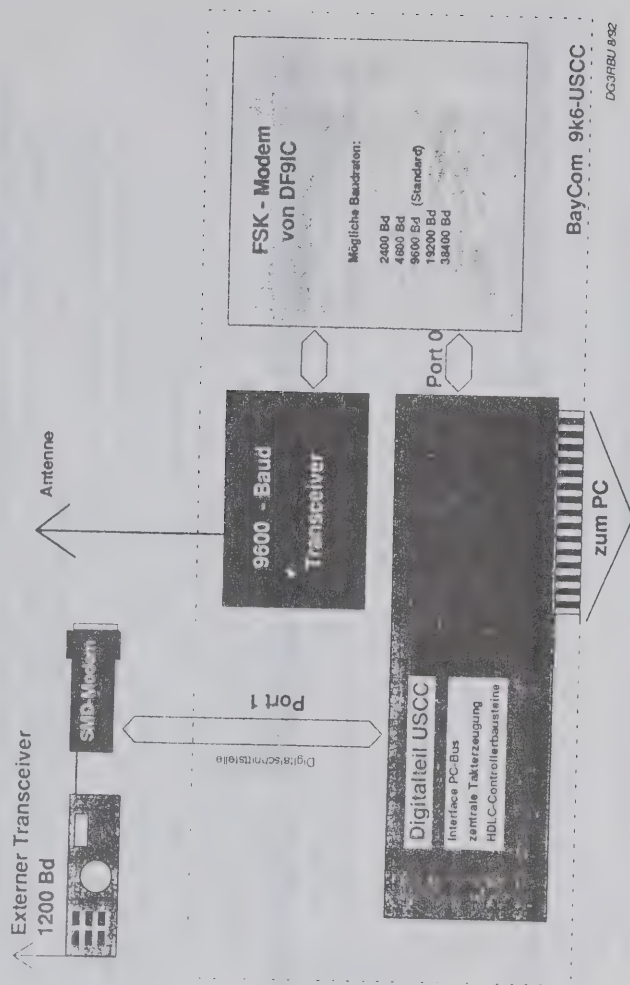 Externer Transceiver
1200 Bd
SMD-Modem
Antenne
Port 1
Digitalschnittstelle
9600 - Baud
Transceiver
FSK - Modem
von DF9IC
Mögliche Baudraten:
2400 Bd
4600 Bd
9600 Bd (Standard)
19200 Bd
38400 Bd
Port 0
Digitalteil USCC
Interface PC-Bus
zentrale Takterzeugung
HDLC-Controllerbausteine
zum PC
BayCom 9k6-USCC
DG3RBU 8/92